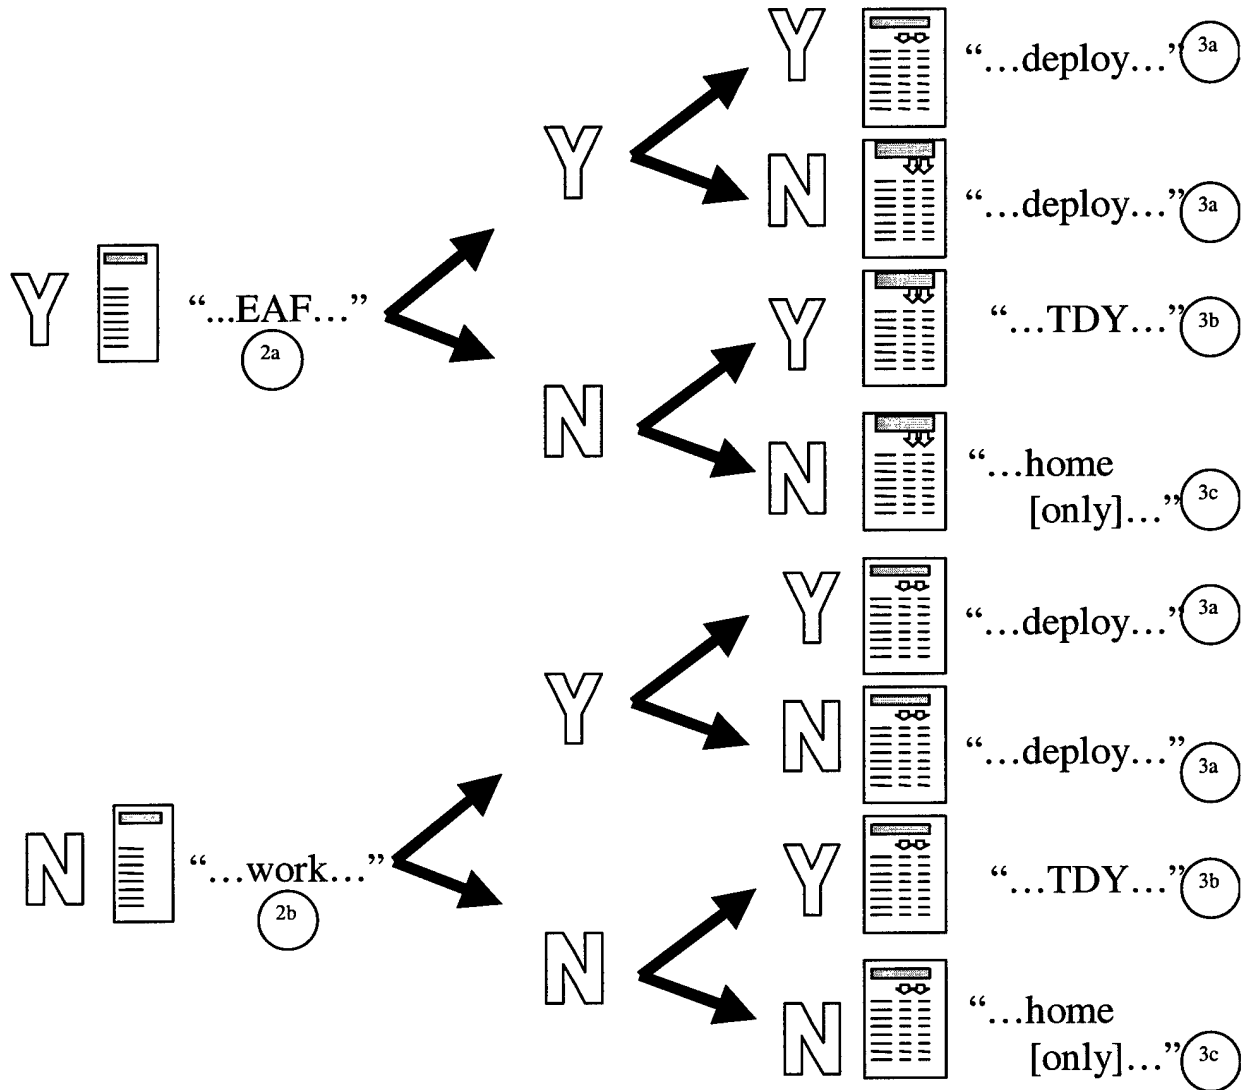 Y “...deploy...” 3a
Y
N “...deploy...” 3a
Y “...EAF...” 2a
Y “...TDY...” 3b
N
N “...home
[only]...” 3c
Y “...deploy...” 3a
Y
N “...deploy...” 3a
N “...work...” 2b
Y “...TDY...” 3b
N
N “...home
[only]...” 3c